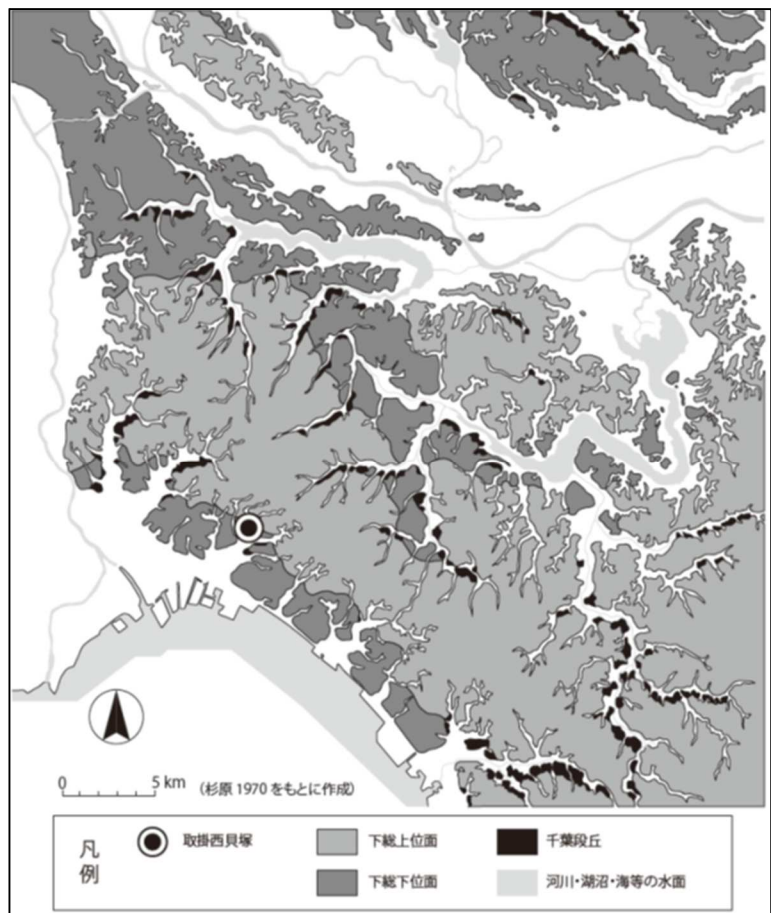 0 5 km (杉原 1970 をもとに作成)
凡例
取掛西貝塚
下総上位面
千葉段丘
下総下位面
河川・湖沼・海等の水面